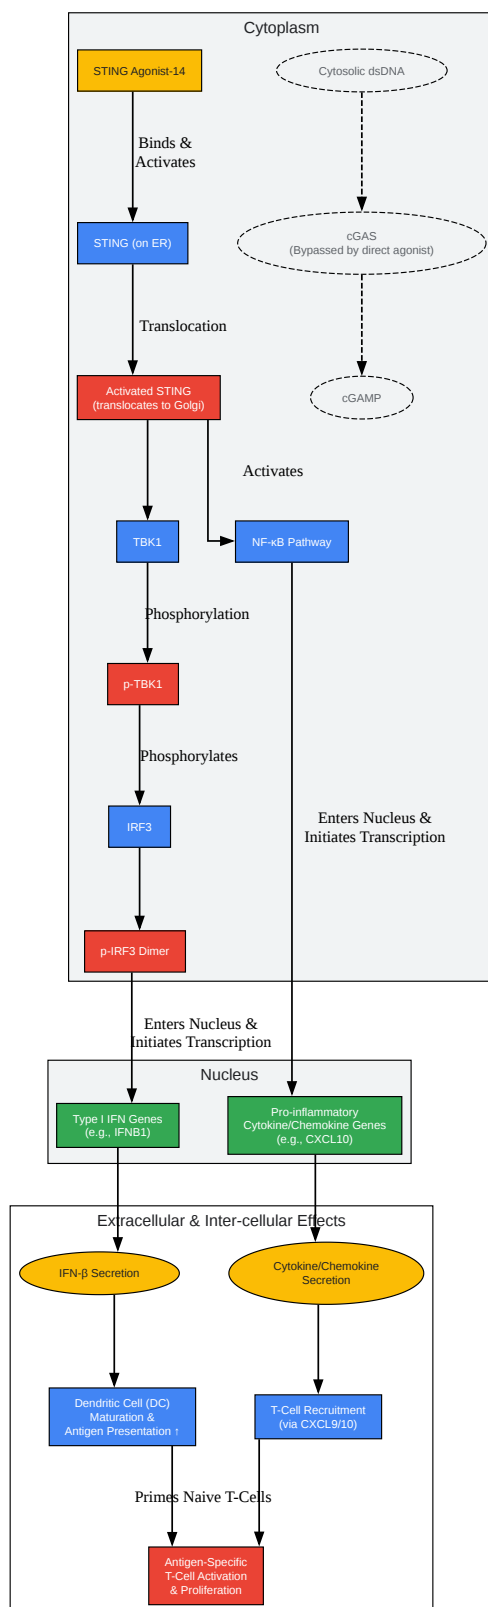 Cytoplasm
STING Agonist-14
Cytosolic dsDNA
Binds &
Activates
STING (on ER)
cGAS
(Bypassed by direct agonist)
Translocation
Activated STING
(translocates to Golgi)
cGAMP
Activates
TBK1
NF-κB Pathway
Phosphorylation
p-TBK1
Phosphorylates
IRF3
Enters Nucleus &
Initiates Transcription
p-IRF3 Dimer
Enters Nucleus &
Initiates Transcription
Nucleus
Type I IFN Genes
(e.g., IFNB1)
Pro-inflammatory
Cytokine/Chemokine Genes
(e.g., CXCL10)
Extracellular & Inter-cellular Effects
IFN-β Secretion
Cytokine/Chemokine
Secretion
Dendritic Cell (DC)
Maturation &
Antigen Presentation ↑
T-Cell Recruitment
(via CXCL9/10)
Primes Naive T-Cells
Antigen-Specific
T-Cell Activation
& Proliferation